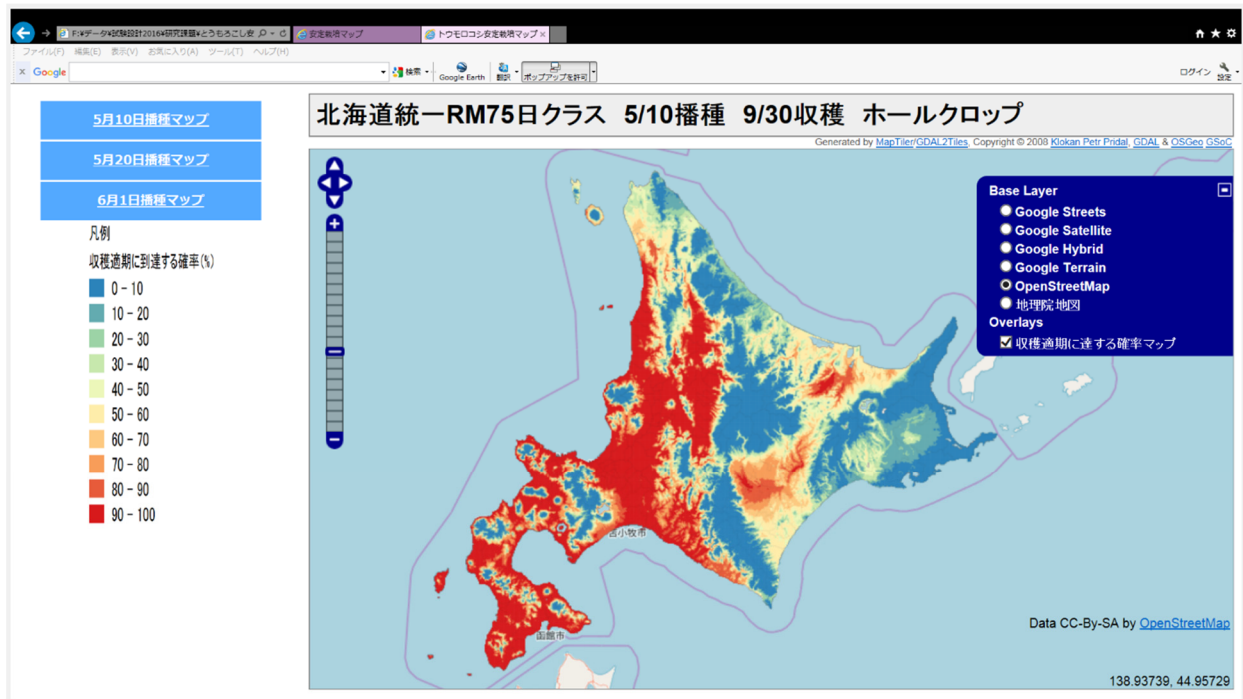 F:¥データ¥試験設計2016¥研究課題¥とうもろこし安
安定栽培マップ
トウモロコシ安定栽培マップ ×
ファイル(F) 編集(E) 表示(V) お気に入り(A) ツール(T) ヘルプ(H)
x Google 検索 Google Earth 翻訳 ポップアップを許可 ログイン 設定
5月10日播種マップ
5月20日播種マップ
6月1日播種マップ
凡例
収穫適期に到達する確率(%)
0 - 10
10 - 20
20 - 30
30 - 40
40 - 50
50 - 60
60 - 70
70 - 80
80 - 90
90 - 100
北海道統一RM75日クラス 5/10播種 9/30収穫 ホールクロップ
Generated by MapTiler/GDAL2Tiles, Copyright © 2008 Klokan Petr Pridal, GDAL & OSGeo GSoC
Base Layer
Google Streets
Google Satellite
Google Hybrid
Google Terrain
OpenStreetMap
地理院地図
Overlays
収穫適期に達する確率マップ
苫小牧市
函館市
Data CC-By-SA by OpenStreetMap
138.93739, 44.95729